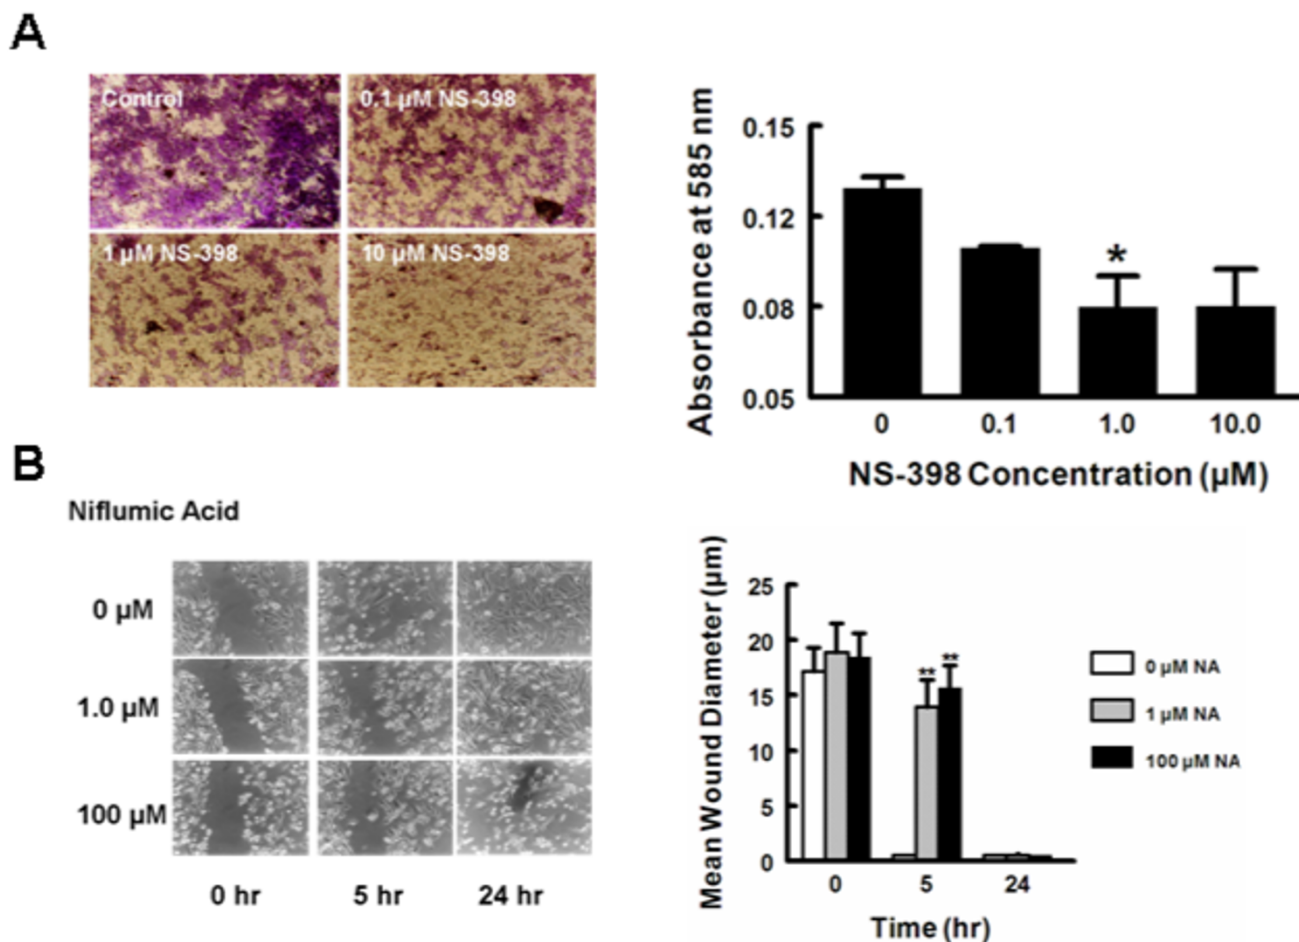 A
Control
0.1 µM NS-398
1 µM NS-398
10 µM NS-398
Absorbance at 585 nm
0.15
0.12
0.08
0.05
0
0.1
1.0
10.0
*
NS-398 Concentration (µM)
B
Niflumic Acid
0 µM
1.0 µM
100 µM
0 hr
5 hr
24 hr
Mean Wound Diameter (µm)
25
20
15
10
5
0
**
**
0
5
24
Time (hr)
0 µM NA
1 µM NA
100 µM NA